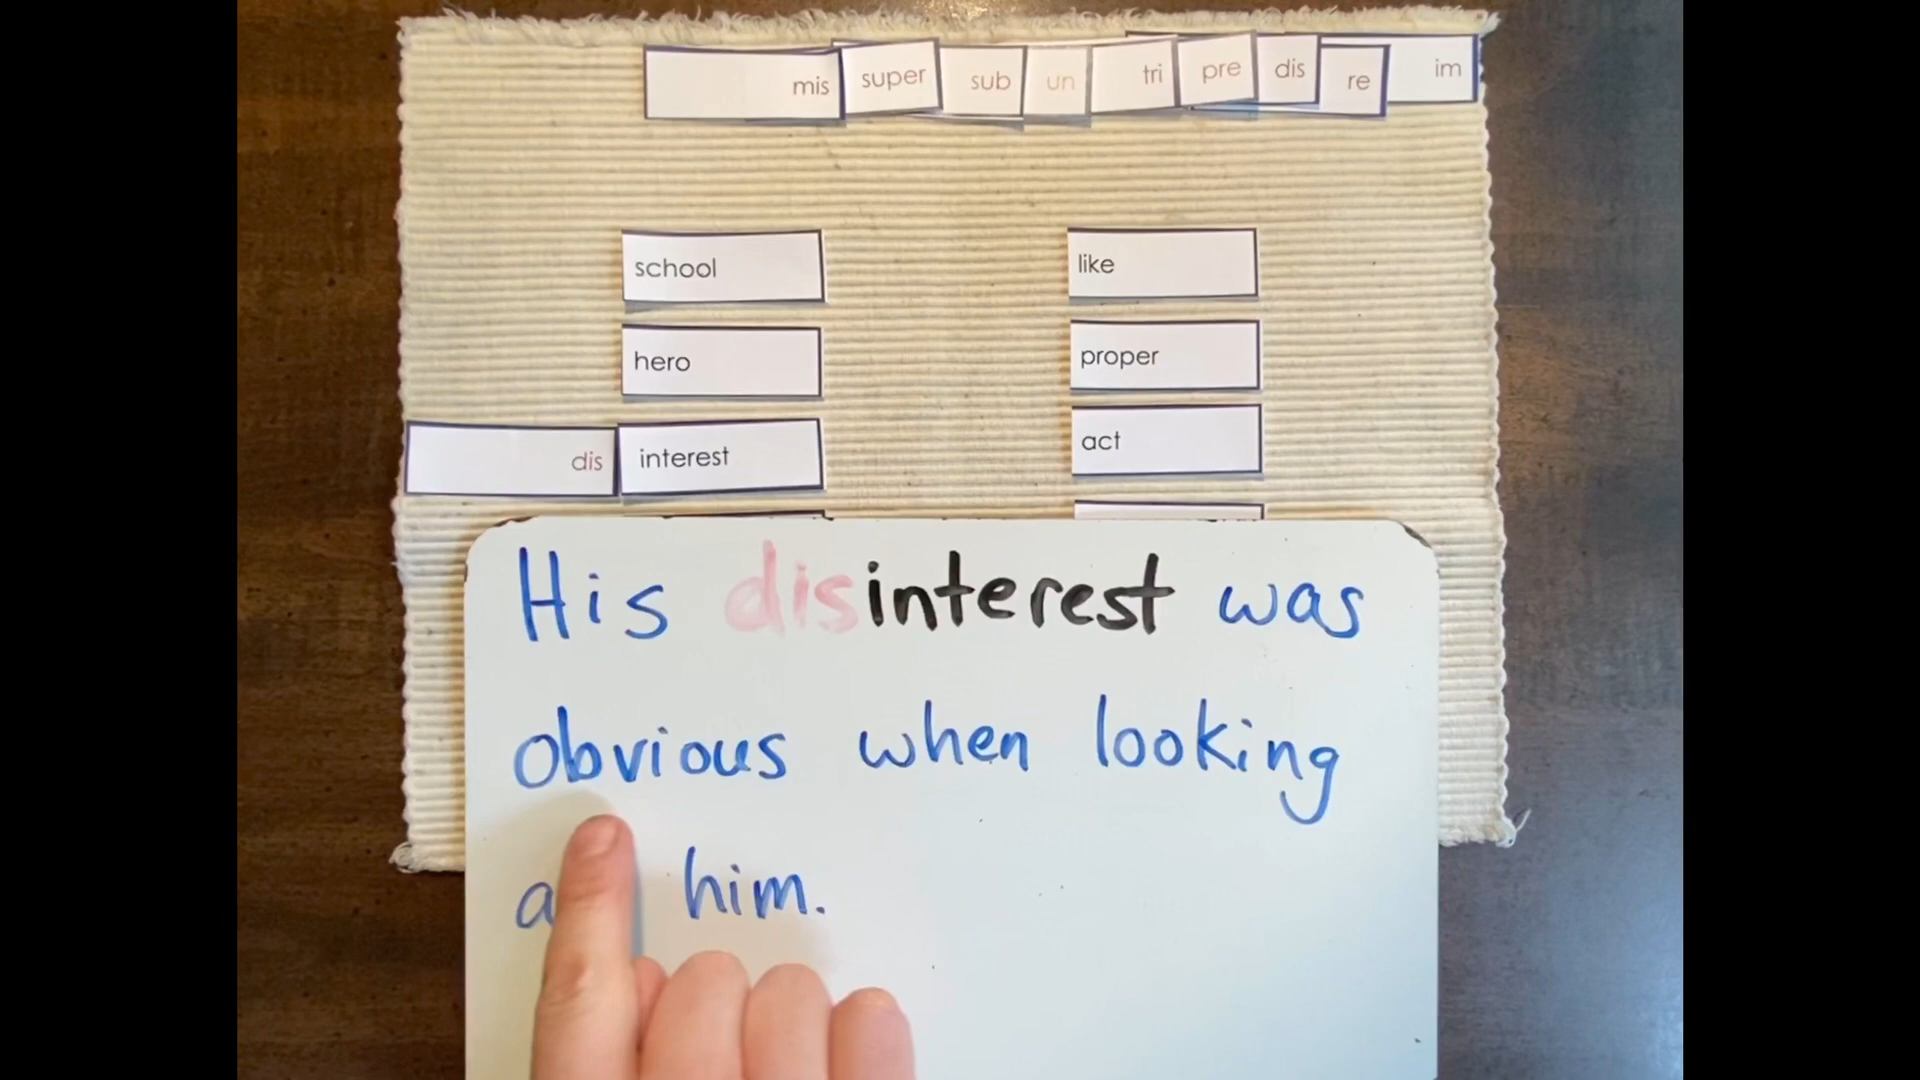 mis super sub un tri pre dis re im
school like
hero proper
dis interest act
His disinterest was
obvious when looking
him.